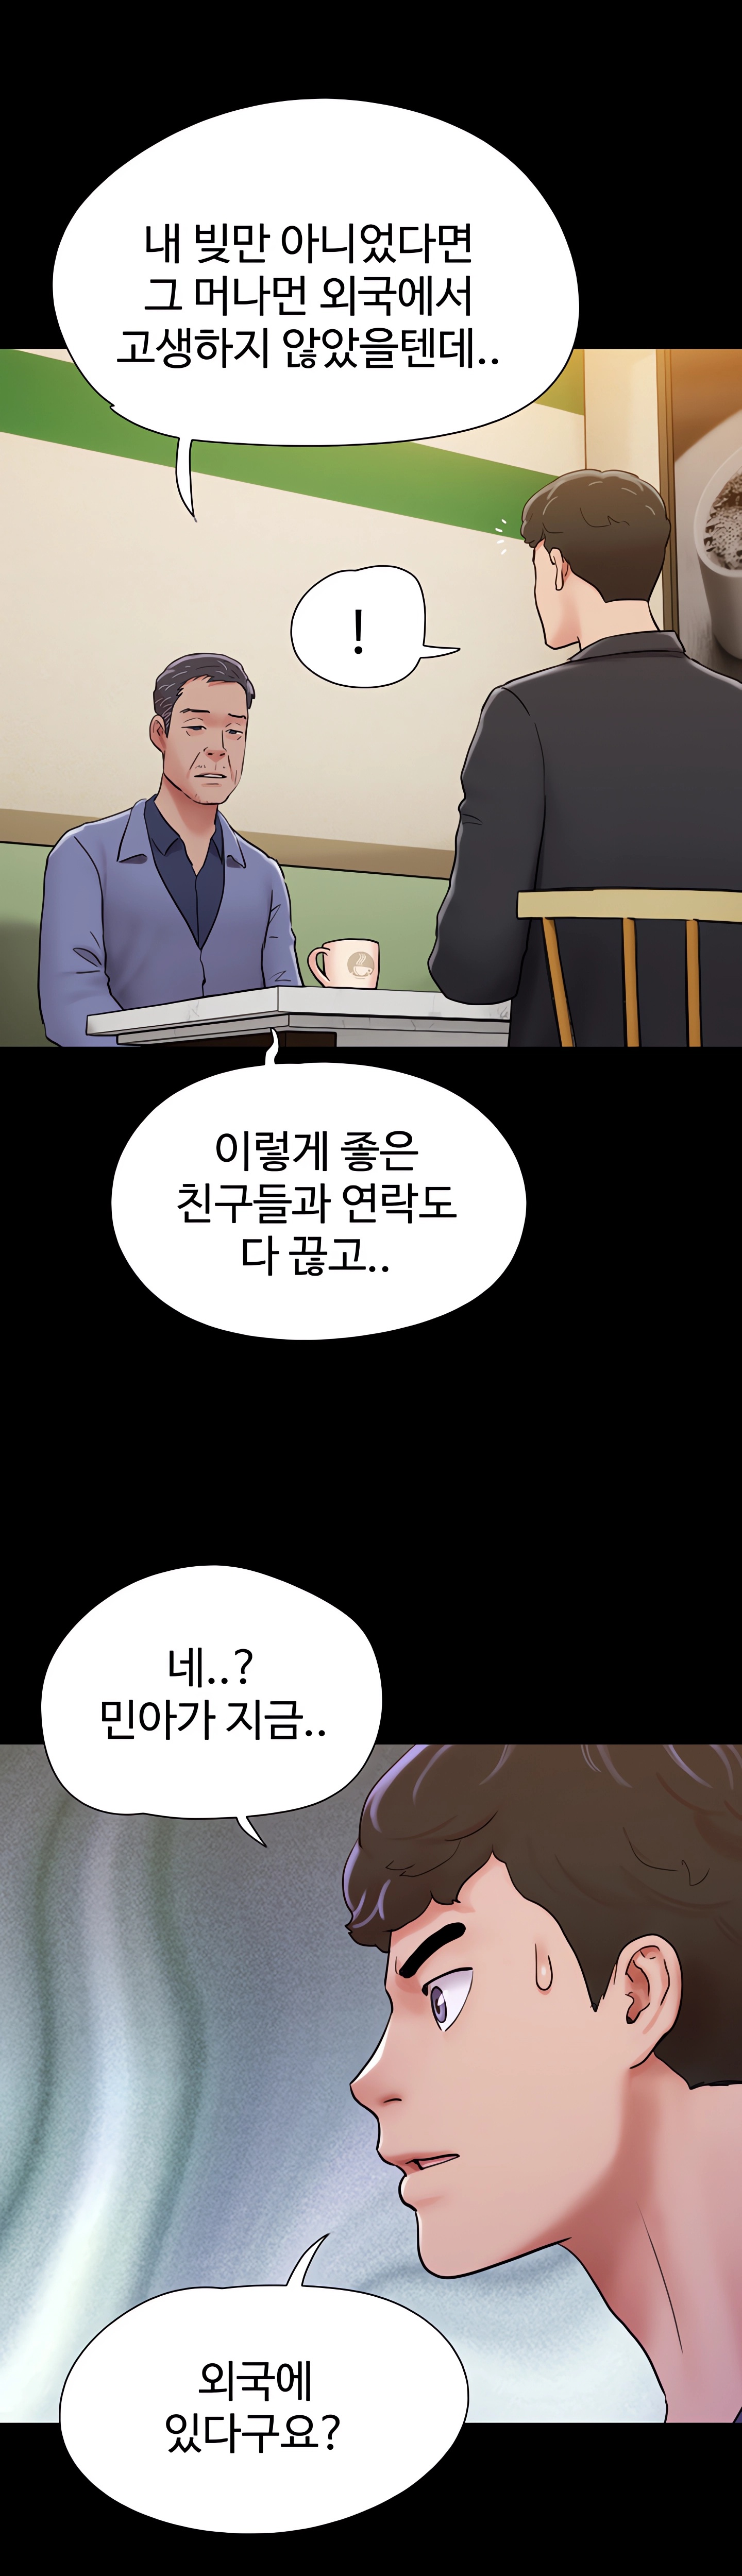 내 빚만 아니었다면
그 머나먼 외국에서
고생하지 않았을텐데..
!
이렇게 좋은
친구들과 연락도
다 끊고..
네..?
민아가 지금..
외국에
있다구요?